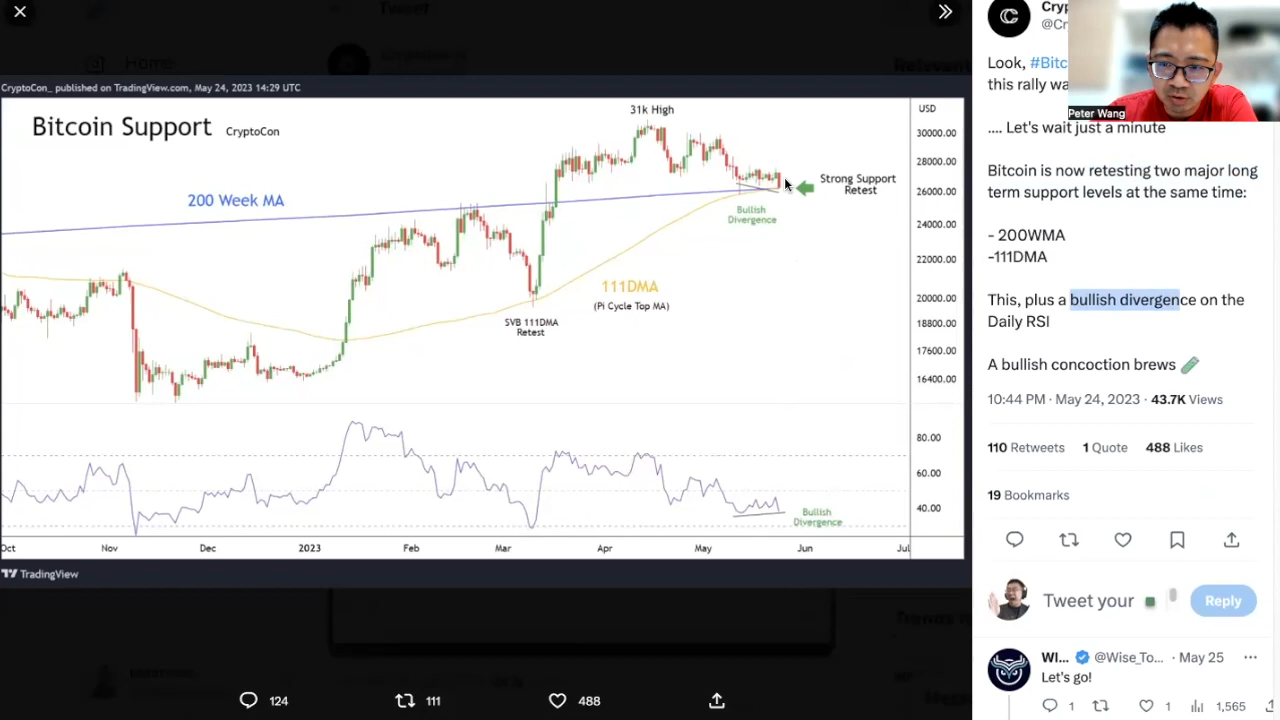 Tweet
Home
CryptoCon_ published on TradingView.com, May 24, 2023 14:29 UTC
Bitcoin Support CryptoCon
31k High
USD
30000.00
28000.00
26000.00
24000.00
22000.00
20000.00
18800.00
17600.00
16400.00
200 Week MA
Strong Support
Retest
Bullish
Divergence
111DMA
(Pi Cycle Top MA)
SVB 111DMA
Retest
80.00
60.00
40.00
Bullish
Divergence
Oct Nov Dec 2023 Feb Mar Apr May Jun Jul
TradingView
124 111 488
Peter Wang
Look, #Bitc
this rally wa
.... Let's wait just a minute
Bitcoin is now retesting two major long
term support levels at the same time:
- 200WMA
-111DMA
This, plus a bullish divergence on the
Daily RSI
A bullish concoction brews
10:44 PM · May 24, 2023 · 43.7K Views
110 Retweets 1 Quote 488 Likes
19 Bookmarks
Tweet your
Reply
WI... @Wise_To... · May 25 ...
Let's go!
1 1 1,565